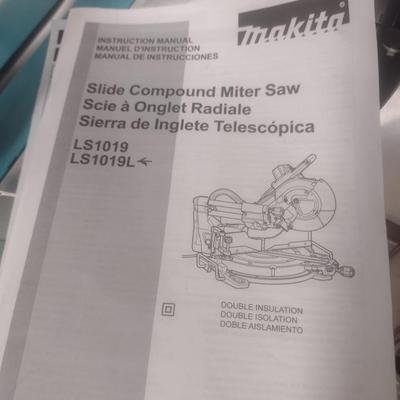 INSTRUCTION MANUAL
MANUEL D'INSTRUCTION
MANUAL DE INSTRUCCIONES
makita
Slide Compound Miter Saw
Scie à Onglet Radiale
Sierra de Inglete Telescópica
LS1019
LS1019L
DOUBLE INSULATION
DOUBLE ISOLATION
DOBLE AISLAMIENTO